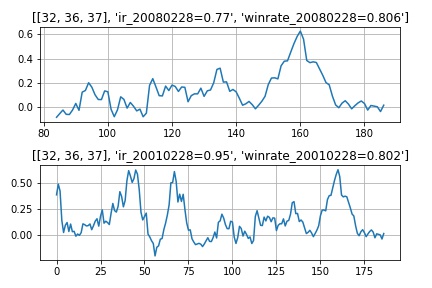 [[32, 36, 37], 'ir_20080228=0.77', 'winrate_20080228=0.806']
0.6
0.4
0.2
0.0
80 100 120 140 160 180
[[32, 36, 37], 'ir_20010228=0.95', 'winrate_20010228=0.802']
0.50
0.25
0.00
0 25 50 75 100 125 150 175